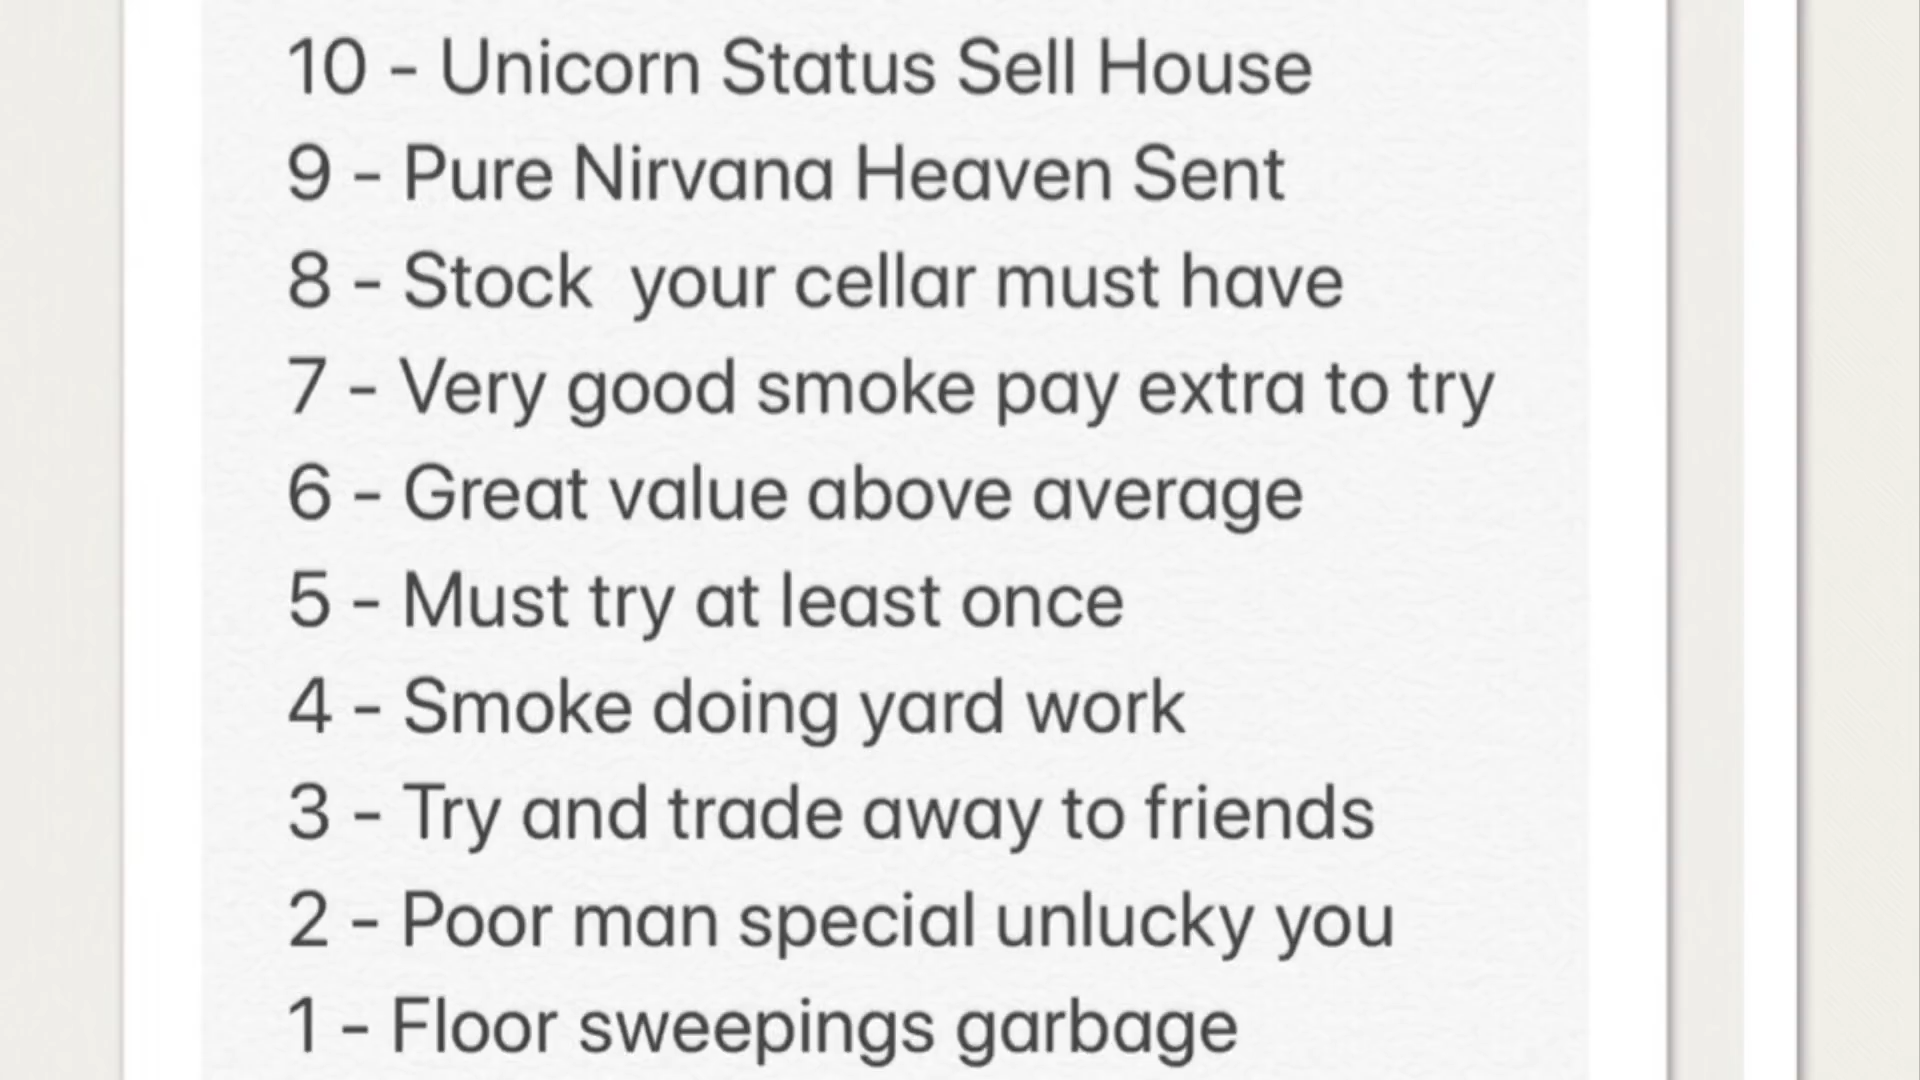 10 - Unicorn Status Sell House
9 - Pure Nirvana Heaven Sent
8 - Stock  your cellar must have
7 - Very good smoke pay extra to try
6 - Great value above average
5 - Must try at least once
4 - Smoke doing yard work
3 - Try and trade away to friends
2 - Poor man special unlucky you
1 - Floor sweepings garbage